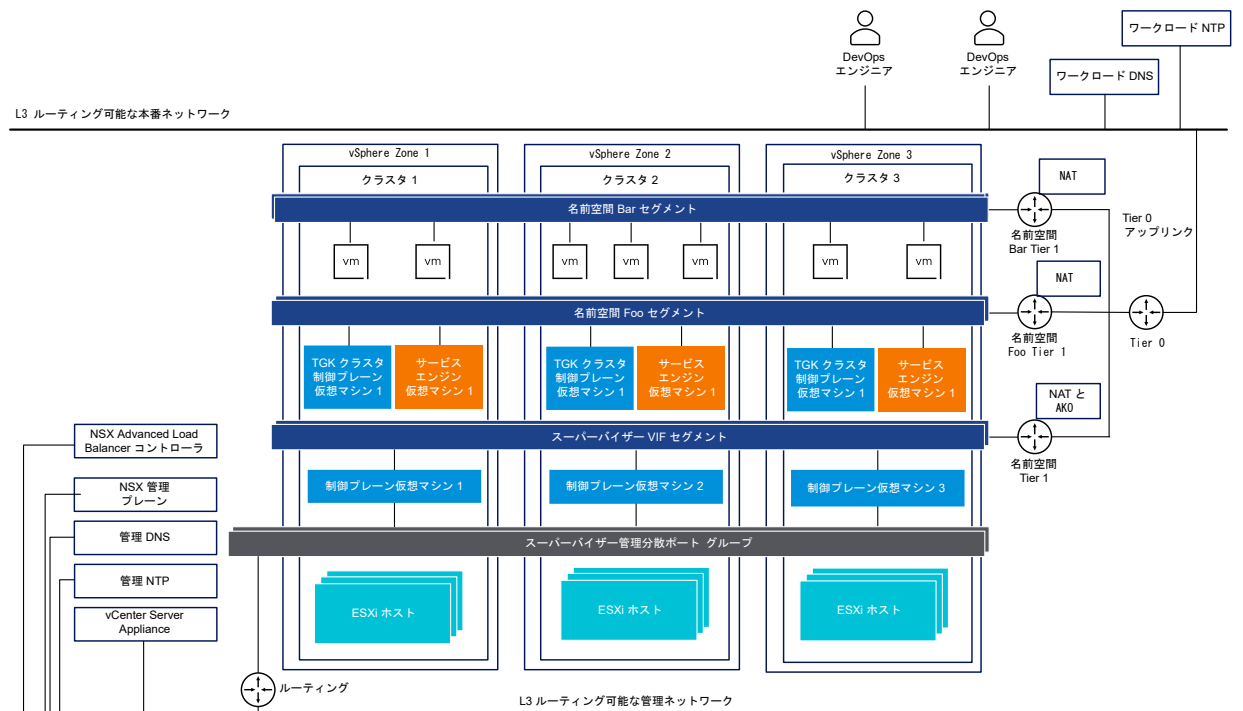 ワークロード NTP
DevOps
エンジニア
DevOps
エンジニア
ワークロード DNS
L3 ルーティング可能な本番ネットワーク
vSphere Zone 1
vSphere Zone 2
vSphere Zone 3
クラスタ 1
クラスタ 2
クラスタ 3
NAT
名前空間 Bar セグメント
名前空間
Bar Tier 1
Tier 0
アップリンク
vm
vm
vm
vm
vm
vm
vm
NAT
名前空間 Foo セグメント
名前空間
Foo Tier 1
Tier 0
TGK クラスタ
制御プレーン
仮想マシン 1
サービス
エンジン
仮想マシン 1
TGK クラスタ
制御プレーン
仮想マシン 1
サービス
エンジン
仮想マシン 1
TGK クラスタ
制御プレーン
仮想マシン 1
サービス
エンジン
仮想マシン 1
NAT と
AKO
スーパーバイザー VIF セグメント
名前空間
Tier 1
NSX Advanced Load
Balancer コントローラ
NSX 管理
プレーン
制御プレーン仮想マシン 1
制御プレーン仮想マシン 2
制御プレーン仮想マシン 3
管理 DNS
スーパーバイザー管理分散ポート グループ
管理 NTP
vCenter Server
Appliance
ESXi ホスト
ESXi ホスト
ESXi ホスト
ルーティング
L3 ルーティング可能な管理ネットワーク